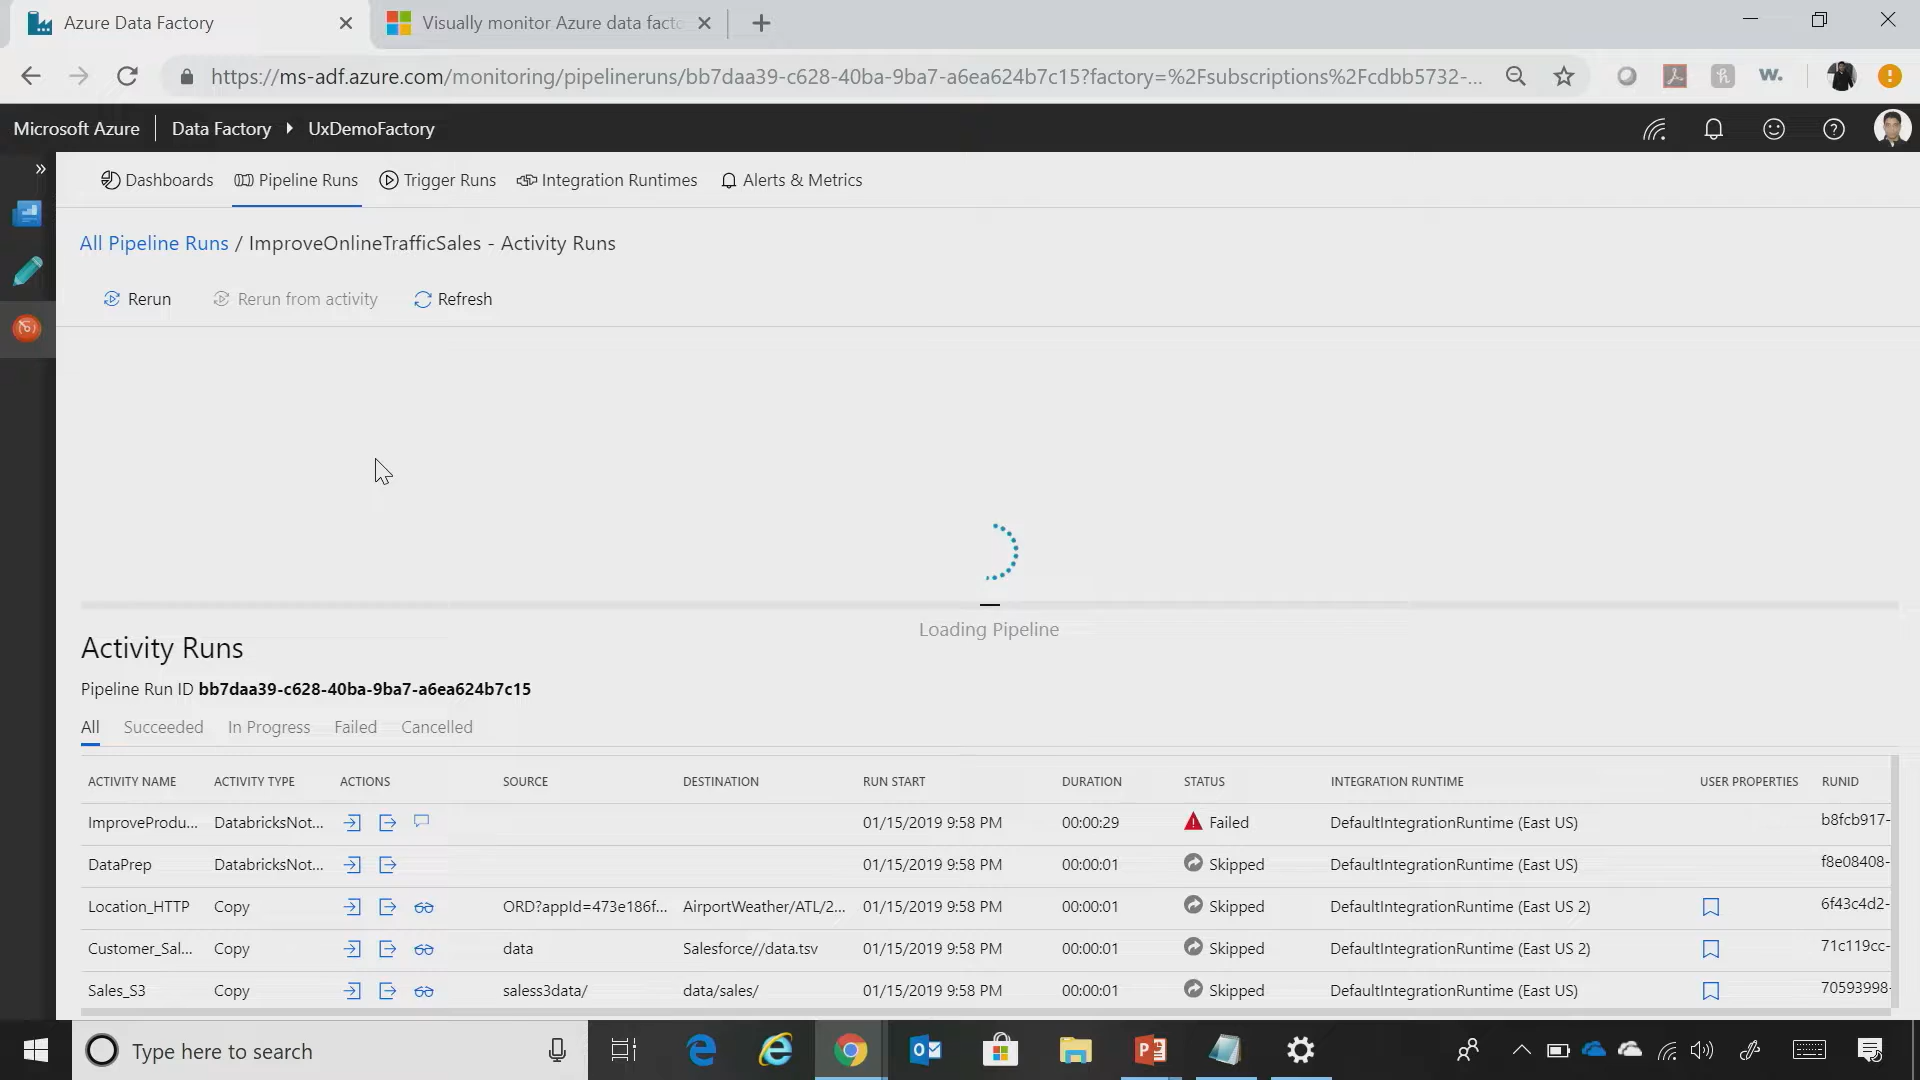 Azure Data Factory
Visually monitor Azure data facto
https://ms-adf.azure.com/monitoring/pipelineruns/bb7daa39-c628-40ba-9ba7-a6ea624b7c15?factory=%2Fsubscriptions%2Fcdbb5732-...
Microsoft Azure Data Factory UxDemoFactory
Dashboards Pipeline Runs Trigger Runs Integration Runtimes Alerts & Metrics
All Pipeline Runs / ImproveOnlineTrafficSales - Activity Runs
Rerun Rerun from activity Refresh
Loading Pipeline
Activity Runs
Pipeline Run ID bb7daa39-c628-40ba-9ba7-a6ea624b7c15
All Succeeded In Progress Failed Cancelled
ACTIVITY NAME ACTIVITY TYPE ACTIONS SOURCE DESTINATION RUN START DURATION STATUS INTEGRATION RUNTIME USER PROPERTIES RUNID
ImproveProdu... DatabricksNot... 01/15/2019 9:58 PM 00:00:29 Failed DefaultIntegrationRuntime (East US) b8fcb917-
DataPrep DatabricksNot... 01/15/2019 9:58 PM 00:00:01 Skipped DefaultIntegrationRuntime (East US) f8e08408-
Location_HTTP Copy ORD?appId=473e186f... AirportWeather/ATL/2... 01/15/2019 9:58 PM 00:00:01 Skipped DefaultIntegrationRuntime (East US 2) 6f43c4d2-
Customer_Sal... Copy data Salesforce//data.tsv 01/15/2019 9:58 PM 00:00:01 Skipped DefaultIntegrationRuntime (East US 2) 71c119cc-
Sales_S3 Copy saless3data/ data/sales/ 01/15/2019 9:58 PM 00:00:01 Skipped DefaultIntegrationRuntime (East US) 70593998-
Type here to search